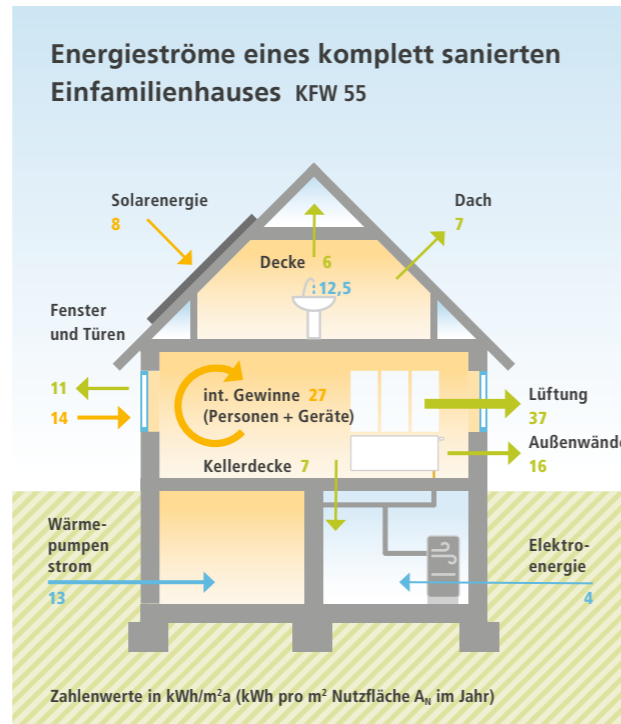 Energieströme eines komplett sanierten
Einfamilienhauses KFW 55
Solarenergie
8
Dach
7
Decke 6
12,5
Fenster
und Türen
11
14
int. Gewinne 27
(Personen + Geräte)
Lüftung
37
Außenwände
16
Kellerdecke 7
Wärme-
pumpen
strom
13
Elektro-
energie
4
Zahlenwerte in kWh/m²a (kWh pro m² Nutzfläche Aₙ im Jahr)